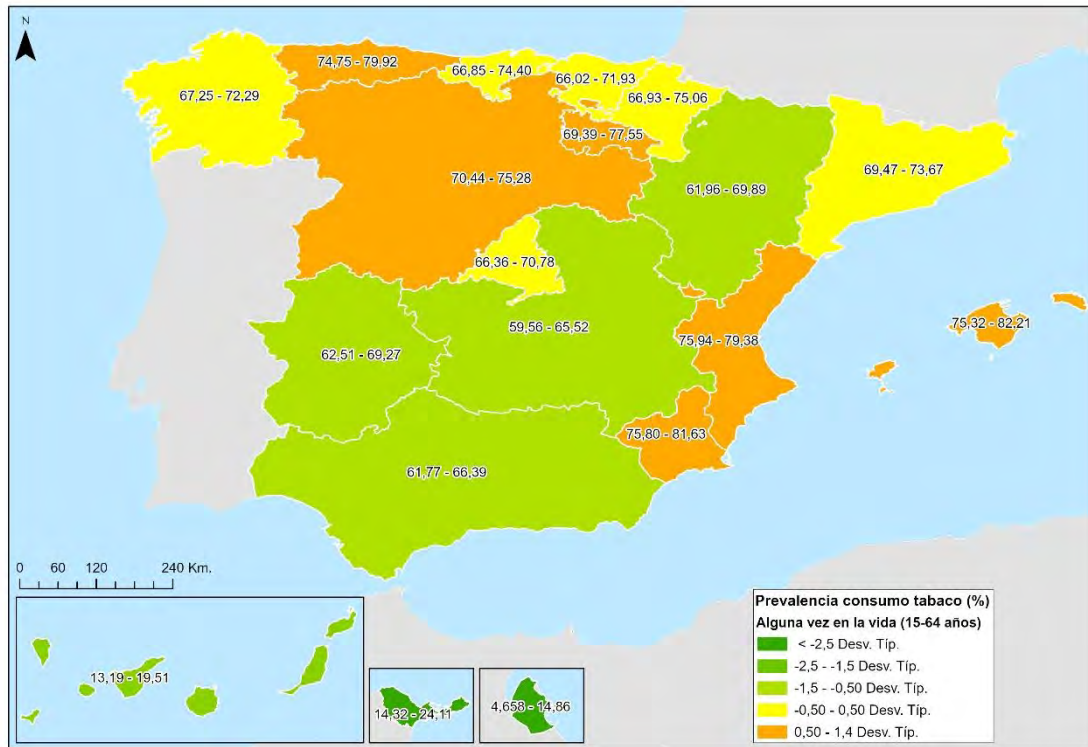 N
74,75 - 79,92
66,85 - 74,40
66,02 - 71,93
67,25 - 72,29
66,93 - 75,06
69,39 - 77,55
70,44 - 75,28
61,96 - 69,89
69,47 - 73,67
66,36 - 70,78
59,56 - 65,52
75,94 - 79,38
75,32 - 82,21
62,51 - 69,27
75,80 - 81,63
61,77 - 66,39
0 60 120 240 Km.
13,19 - 19,51
14,32 - 24,11
4,658 - 14,86
Prevalencia consumo tabaco (%)
Alguna vez en la vida (15-64 años)
< -2,5 Desv. Típ.
-2,5 - -1,5 Desv. Típ.
-1,5 - -0,50 Desv. Típ.
-0,50 - 0,50 Desv. Típ.
0,50 - 1,4 Desv. Típ.